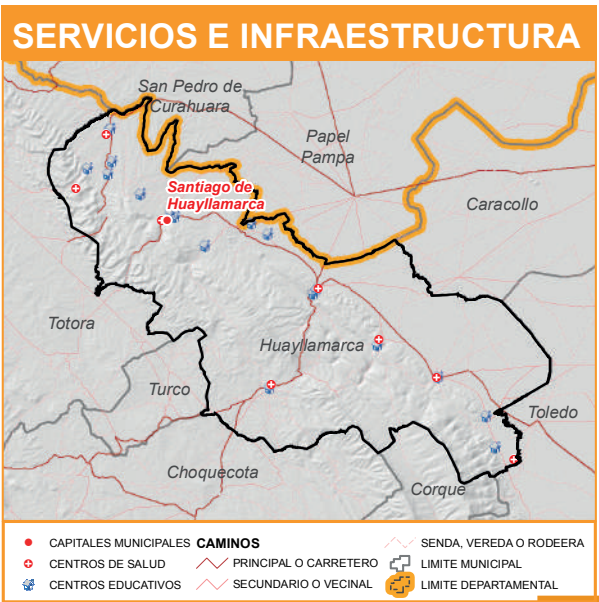 SERVICIOS E INFRAESTRUCTURA
San Pedro de
Curahuara
Papel
Pampa
Santiago de
Huayllamarca
Caracollo
Totora
Huayllamarca
Turco
Toledo
Choquecota
Corque
CAPITALES MUNICIPALES
CENTROS DE SALUD
CENTROS EDUCATIVOS
CAMINOS
PRINCIPAL O CARRETERO
SECUNDARIO O VECINAL
SENDA, VEREDA O RODEERA
LIMITE MUNICIPAL
LIMITE DEPARTAMENTAL